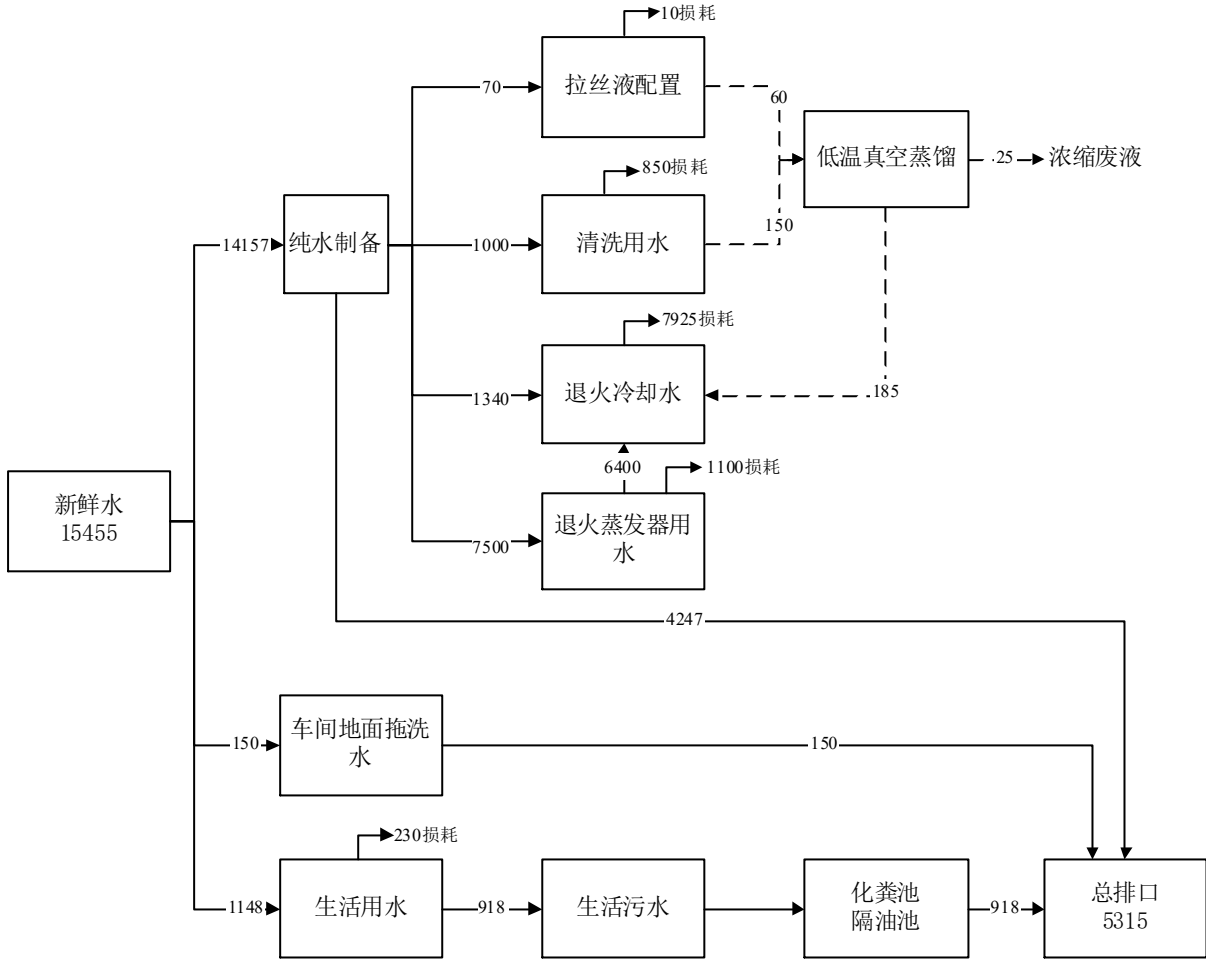 10损耗
70
拉丝液配置
60
低温真空蒸馏
25
浓缩废液
850损耗
14157
纯水制备
1000
清洗用水
150
7925损耗
1340
退火冷却水
185
6400
1100损耗
新鲜水
15455
7500
退火蒸发器用
水
4247
150
车间地面拖洗
水
150
230损耗
1148
生活用水
918
生活污水
化粪池
隔油池
918
总排口
5315